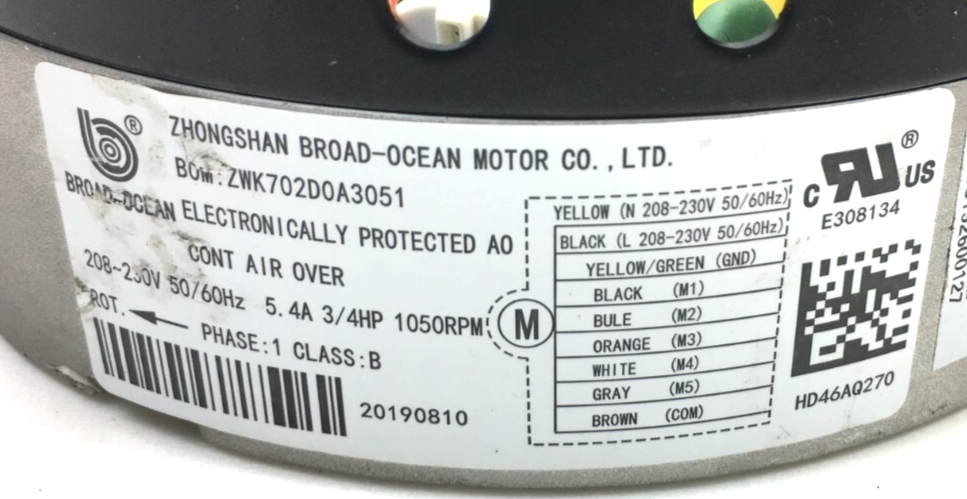 ®
BROAD-OCEAN
ZHONGSHAN BROAD-OCEAN MOTOR CO.,LTD.
BOM:ZWK702D0A3051
ELECTRONICALLY PROTECTED AO
CONT AIR OVER
208~230V 50/60Hz 5.4A 3/4HP 1050RPM
ROT.
PHASE:1 CLASS:B
20190810
M
YELLOW (N 208-230V 50/60Hz)
BLACK (L 208-230V 50/60Hz)
YELLOW/GREEN (GND)
BLACK (M1)
BULE (M2)
ORANGE (M3)
WHITE (M4)
GRAY (M5)
BROWN (COM)
C RU US ®
E308134
HD46AQ270